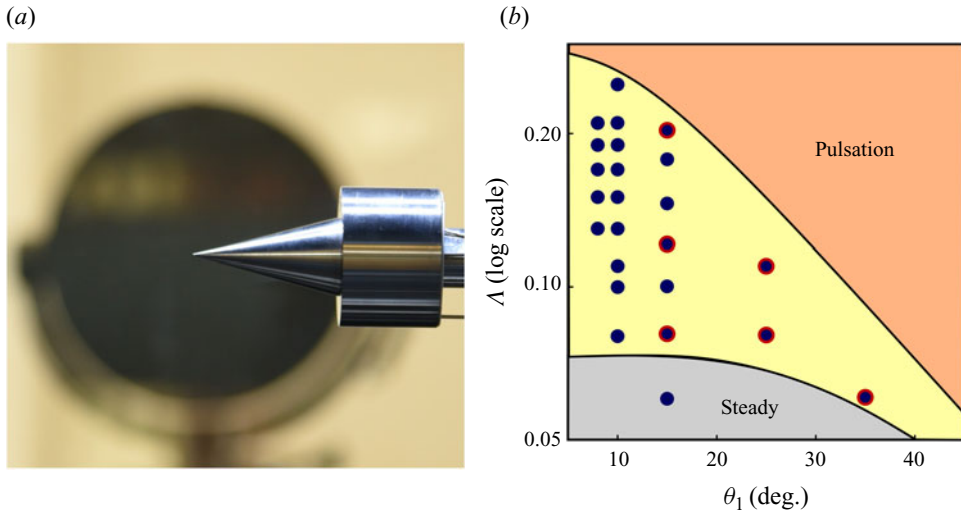 (a)
(b)
0.20
0.10
0.05
Λ (log scale)
Pulsation
Steady
10
20
30
40
θ1 (deg.)